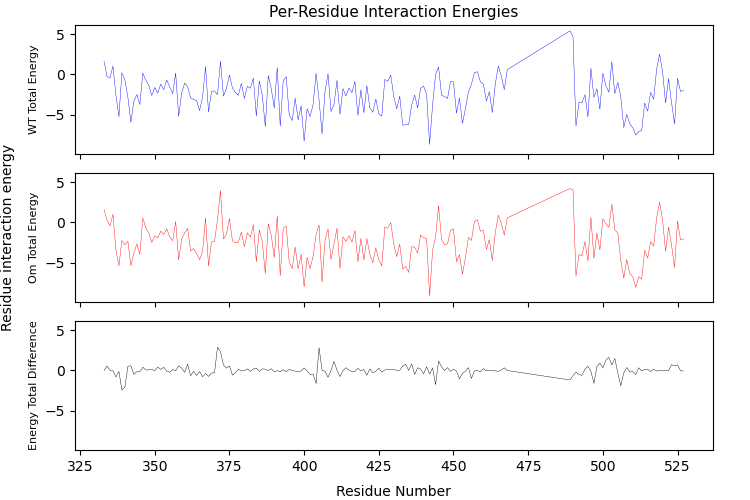 Per-Residue Interaction Energies
Residue interaction energy
WT Total Energy
5
0
−5
Om Total Energy
5
0
−5
Energy Total Difference
5
0
−5
325 350 375 400 425 450 475 500 525
Residue Number